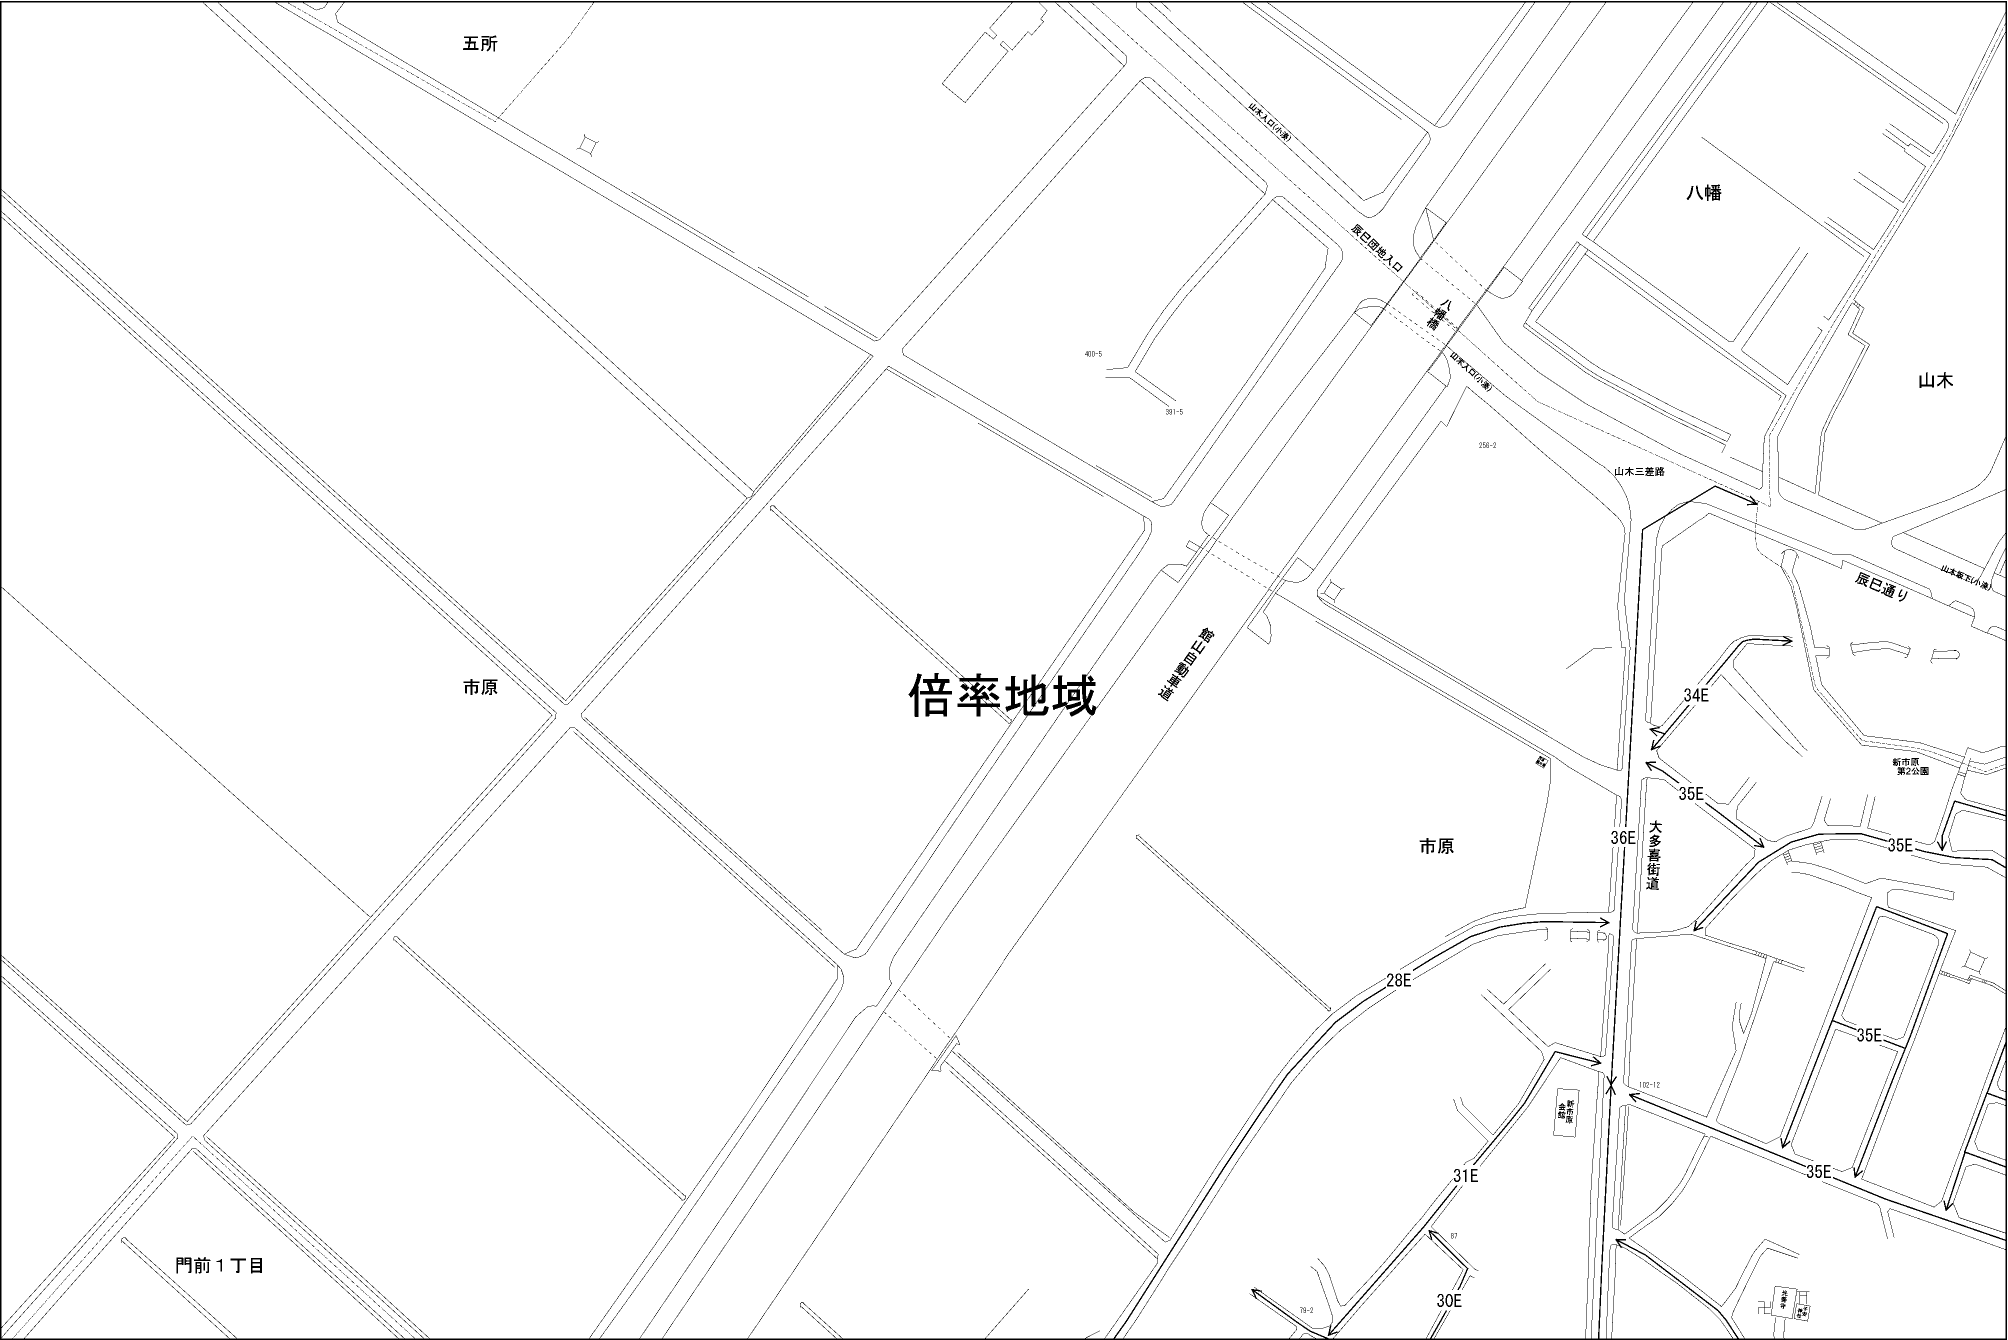 五所
山木入口(小湊)
八幡
辰巳団地入口
八幡橋
400-5
山木入口(小湊)
山木
391-5
256-2
山木三差路
山木坂下(小湊)
辰巳通り
館山自動車道
市原
倍率地域
34E
新市原
第2公園
35E
36E
大多喜街道
市原
35E
28E
35E
102-12
新市原
会館
31E
35E
87
門前1丁目
30E
79-2
光善寺